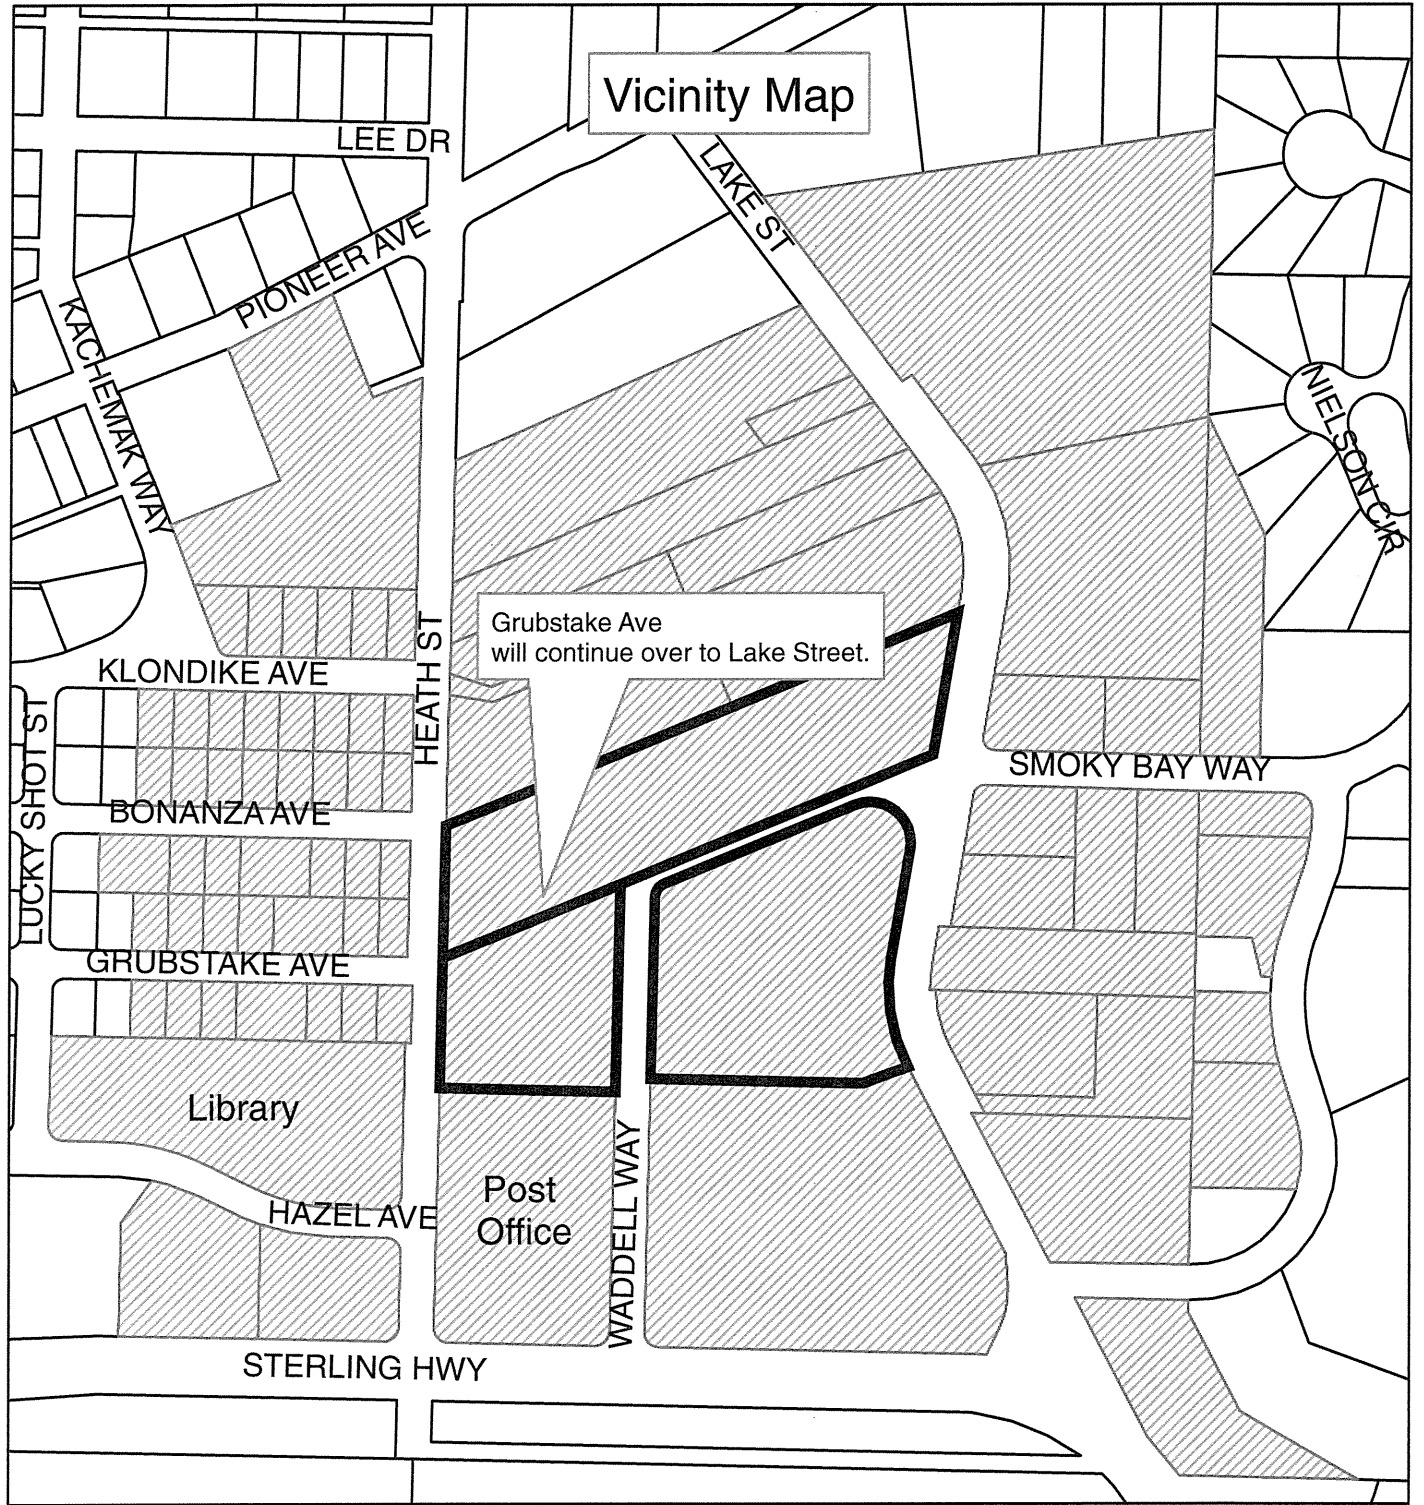 Vicinity Map
LEE DR
LAKE ST
PIONEER AVE
KACHEMAK WAY
NIELSON CIR
Grubstake Ave
will continue over to Lake Street.
HEATH ST
KLONDIKE AVE
LUCKY SHOT ST
SMOKY BAY WAY
BONANZA AVE
GRUBSTAKE AVE
Library
Post
Office
WADDELL WAY
HAZEL AVE
STERLING HWY